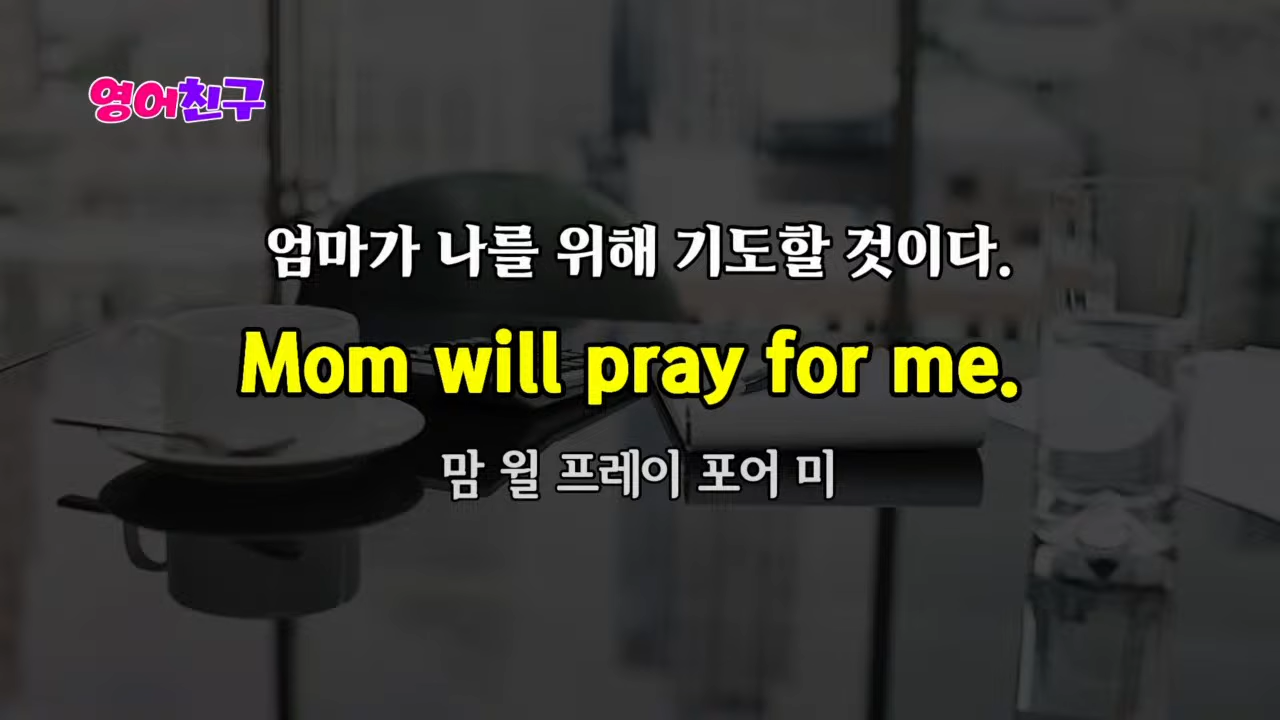 영어친구
엄마가 나를 위해 기도할 것이다.
Mom will pray for me.
맘 윌 프레이 포어 미